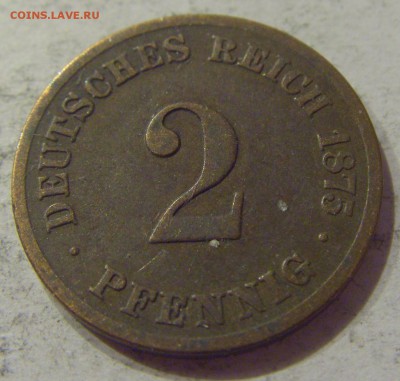 COINS.LAVE.RU
DEUTSCHES REICH 1875.
2
· PFENNIG ·